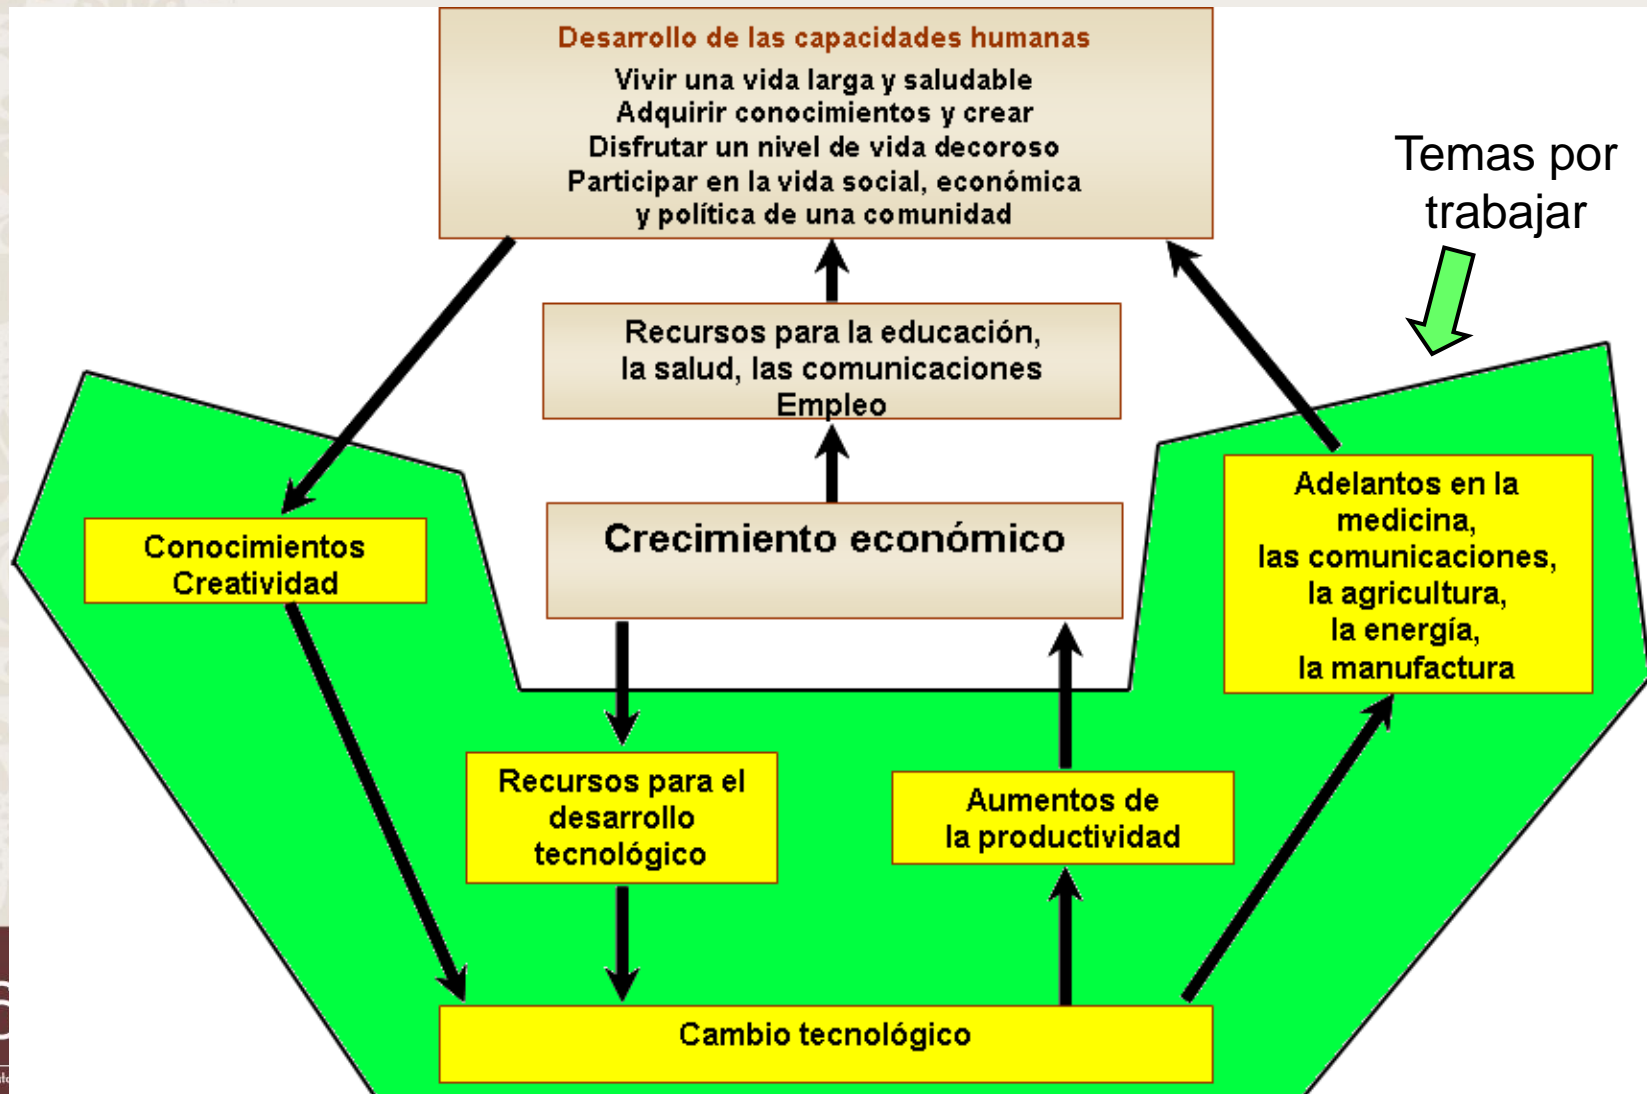 Desarrollo de las capacidades humanas
Vivir una vida larga y saludable
Adquirir conocimientos y crear
Disfrutar un nivel de vida decoroso
Participar en la vida social, económica
y política de una comunidad
Temas por
trabajar
Recursos para la educación,
la salud, las comunicaciones
Empleo
Conocimientos
Creatividad
Crecimiento económico
Adelantos en la
medicina,
las comunicaciones,
la agricultura,
la energía,
la manufactura
Recursos para el
desarrollo
tecnológico
Aumentos de
la productividad
Cambio tecnológico